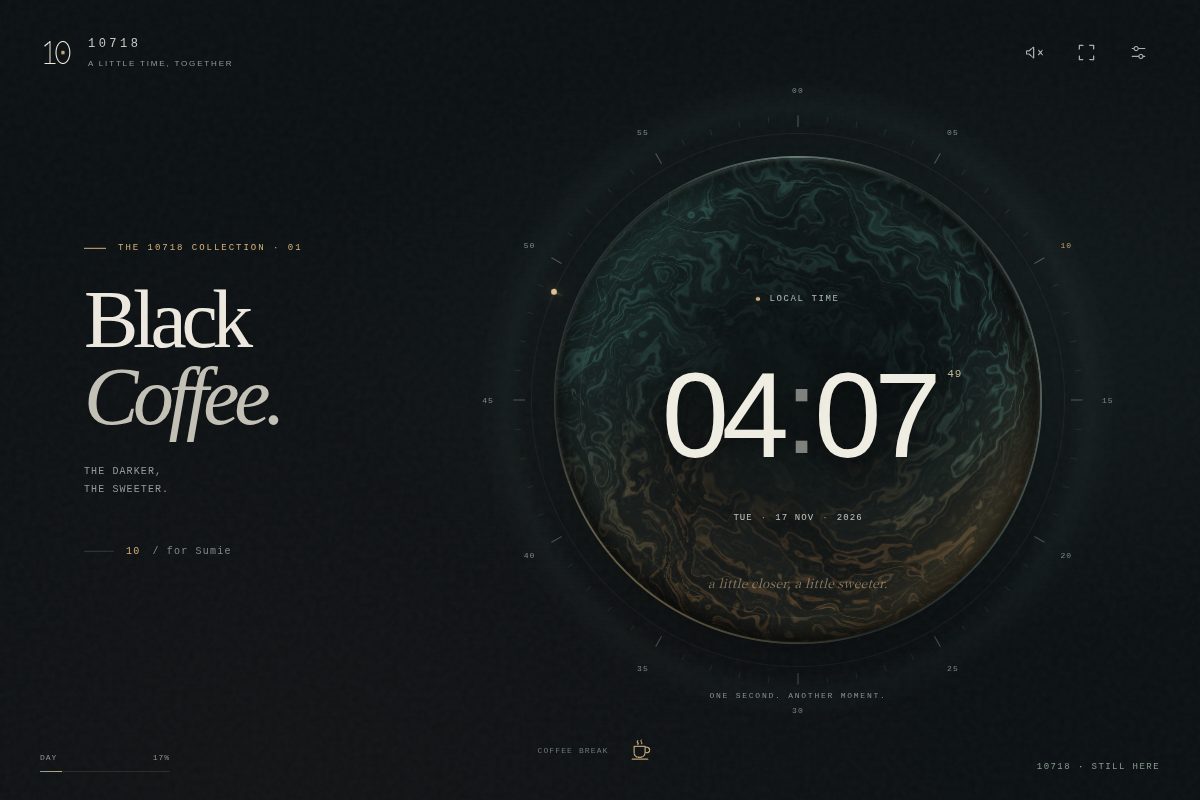 10
10718
A LITTLE TIME, TOGETHER
THE 10718 COLLECTION · 01
Black
Coffee.
THE DARKER,
THE SWEETER.
10 / for Sumie
00
05
10
15
20
25
30
35
40
45
50
55
LOCAL TIME
04:07
49
TUE · 17 NOV · 2026
a little closer, a little sweeter.
ONE SECOND. ANOTHER MOMENT.
COFFEE BREAK
DAY 17%
10718 · STILL HERE